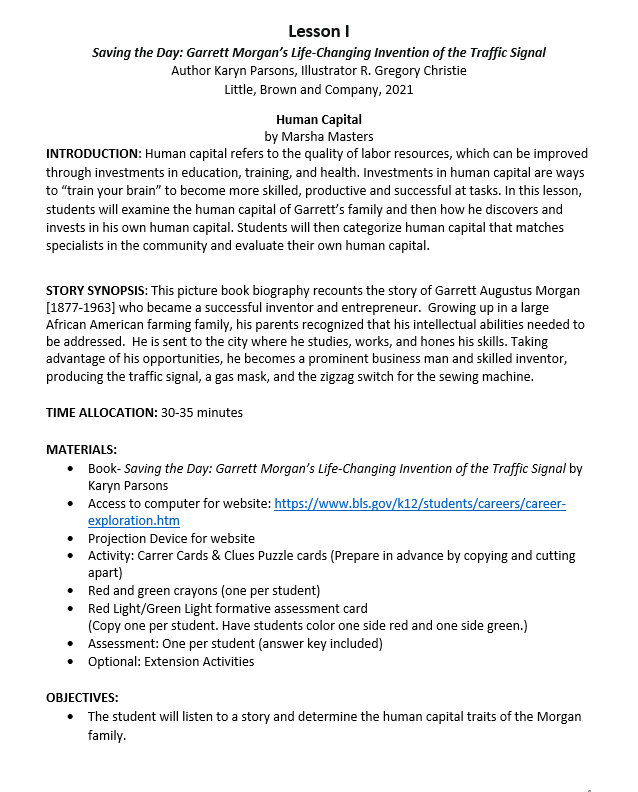 Lesson I
Saving the Day: Garrett Morgan’s Life-Changing Invention of the Traffic Signal
Author Karyn Parsons, Illustrator R. Gregory Christie
Little, Brown and Company, 2021
Human Capital
by Marsha Masters
INTRODUCTION: Human capital refers to the quality of labor resources, which can be improved
through investments in education, training, and health. Investments in human capital are ways
to “train your brain” to become more skilled, productive and successful at tasks. In this lesson,
students will examine the human capital of Garrett’s family and then how he discovers and
invests in his own human capital. Students will then categorize human capital that matches
specialists in the community and evaluate their own human capital.
STORY SYNOPSIS: This picture book biography recounts the story of Garrett Augustus Morgan
[1877-1963] who became a successful inventor and entrepreneur.  Growing up in a large
African American farming family, his parents recognized that his intellectual abilities needed to
be addressed.  He is sent to the city where he studies, works, and hones his skills. Taking
advantage of his opportunities, he becomes a prominent business man and skilled inventor,
producing the traffic signal, a gas mask, and the zigzag switch for the sewing machine.
TIME ALLOCATION: 30-35 minutes
MATERIALS:
• Book- Saving the Day: Garrett Morgan’s Life-Changing Invention of the Traffic Signal by
Karyn Parsons
• Access to computer for website: https://www.bls.gov/k12/students/careers/career-
exploration.htm
• Projection Device for website
• Activity: Carrer Cards & Clues Puzzle cards (Prepare in advance by copying and cutting
apart)
• Red and green crayons (one per student)
• Red Light/Green Light formative assessment card
(Copy one per student. Have students color one side red and one side green.)
• Assessment: One per student (answer key included)
• Optional: Extension Activities
OBJECTIVES:
• The student will listen to a story and determine the human capital traits of the Morgan
family.